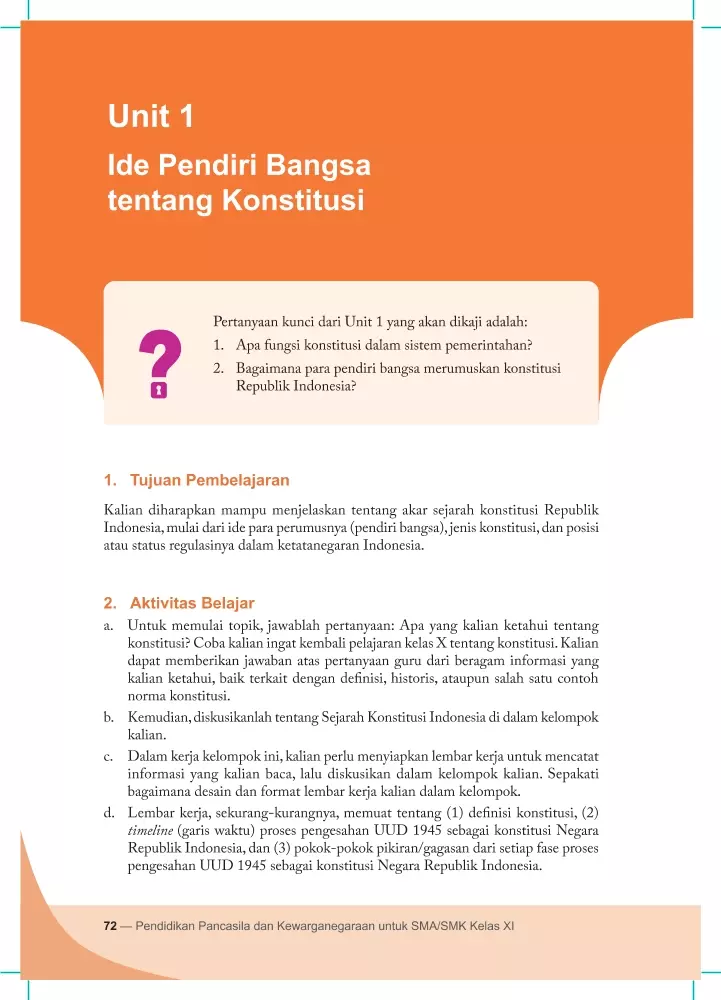 Unit 1
Ide Pendiri Bangsa
tentang Konstitusi
Pertanyaan kunci dari Unit 1 yang akan dikaji adalah:
1. Apa fungsi konstitusi dalam sistem pemerintahan?
2. Bagaimana para pendiri bangsa merumuskan konstitusi
Republik Indonesia?
1. Tujuan Pembelajaran
Kalian diharapkan mampu menjelaskan tentang akar sejarah konstitusi Republik
Indonesia, mulai dari ide para perumusnya (pendiri bangsa), jenis konstitusi, dan posisi
atau status regulasinya dalam ketatanegaran Indonesia.
2. Aktivitas Belajar
a. Untuk memulai topik, jawablah pertanyaan: Apa yang kalian ketahui tentang
konstitusi? Coba kalian ingat kembali pelajaran kelas X tentang konstitusi. Kalian
dapat memberikan jawaban atas pertanyaan guru dari beragam informasi yang
kalian ketahui, baik terkait dengan definisi, historis, ataupun salah satu contoh
norma konstitusi.
b. Kemudian, diskusikanlah tentang Sejarah Konstitusi Indonesia di dalam kelompok
kalian.
c. Dalam kerja kelompok ini, kalian perlu menyiapkan lembar kerja untuk mencatat
informasi yang kalian baca, lalu diskusikan dalam kelompok kalian. Sepakati
bagaimana desain dan format lembar kerja kalian dalam kelompok.
d. Lembar kerja, sekurang-kurangnya, memuat tentang (1) definisi konstitusi, (2)
timeline (garis waktu) proses pengesahan UUD 1945 sebagai konstitusi Negara
Republik Indonesia, dan (3) pokok-pokok pikiran/gagasan dari setiap fase proses
pengesahan UUD 1945 sebagai konstitusi Negara Republik Indonesia.
72 — Pendidikan Pancasila dan Kewarganegaraan untuk SMA/SMK Kelas XI